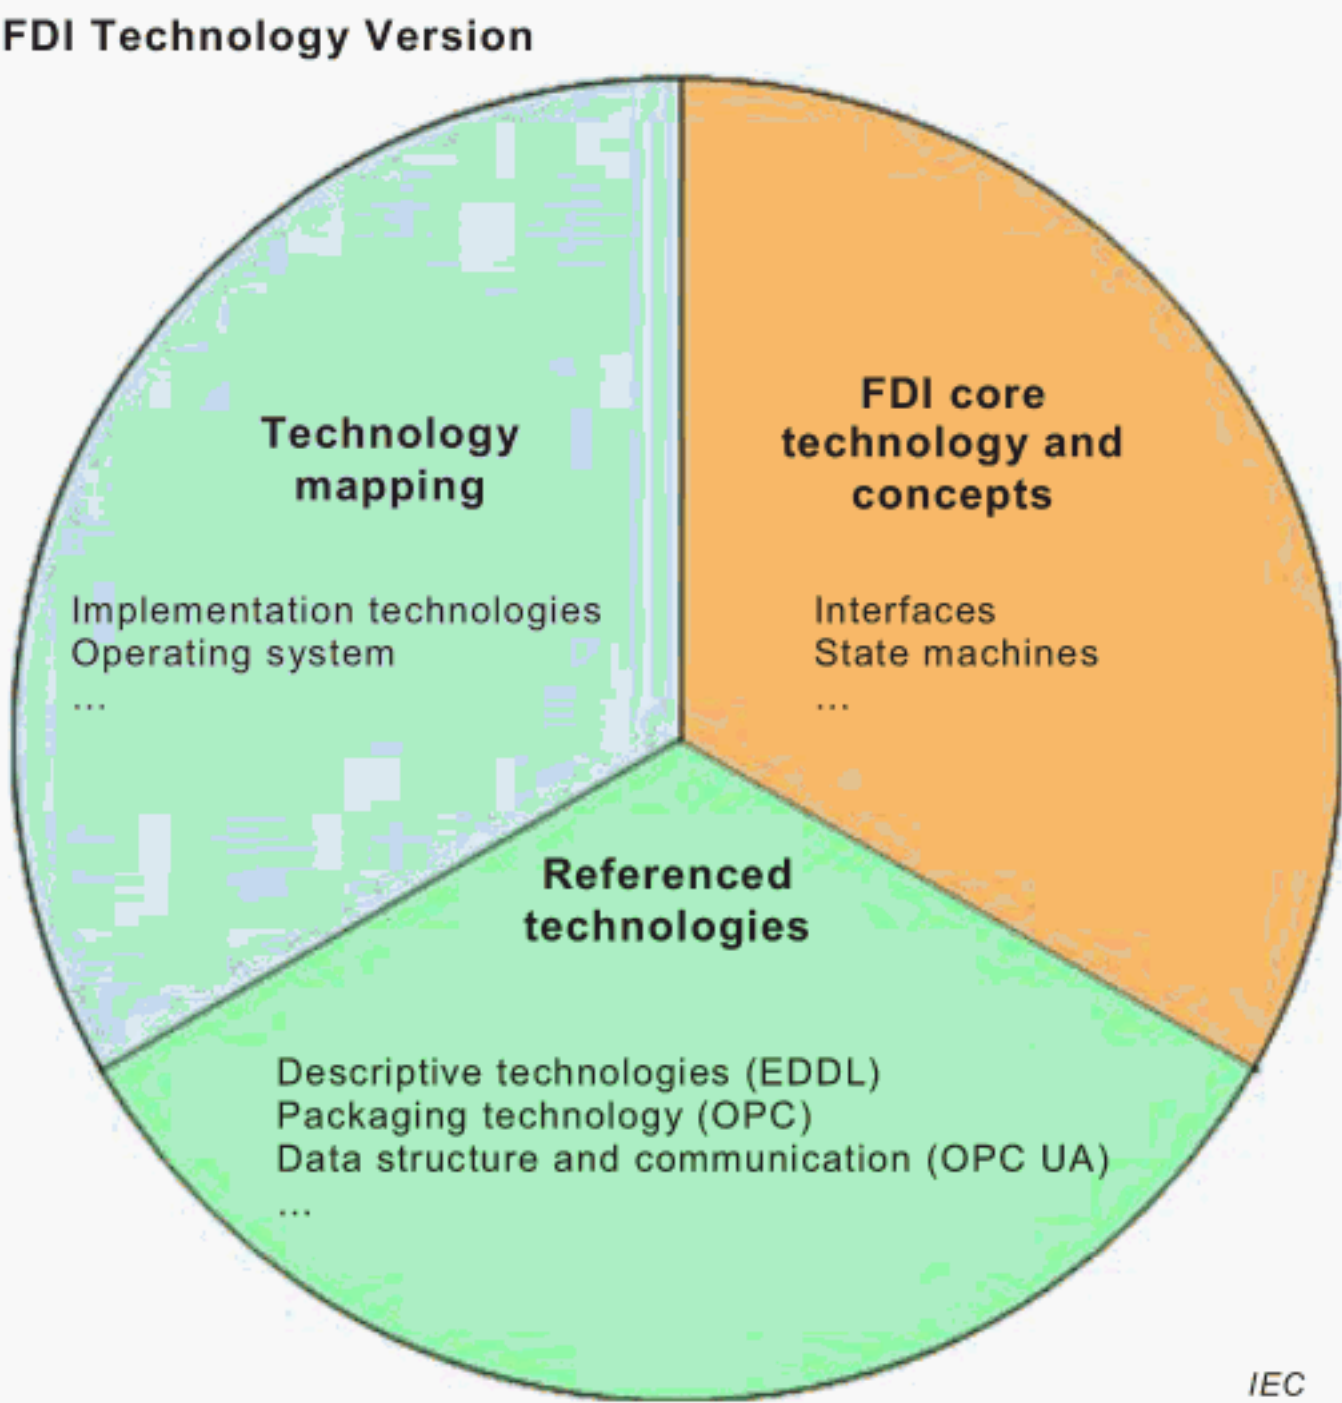 FDI Technology Version
Technology
mapping
Implementation technologies
Operating system
...
FDI core
technology and
concepts
Interfaces
State machines
...
Referenced
technologies
Descriptive technologies (EDDL)
Packaging technology (OPC)
Data structure and communication (OPC UA)
...
IEC